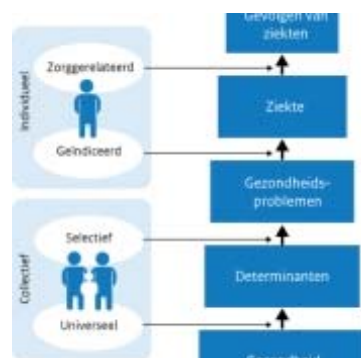 Gevolgen van
ziekten
Zorggerelateerd
Individueel
Ziekte
Geïndiceerd
Gezondheids-
problemen
Selectief
Collectief
Determinanten
Universeel